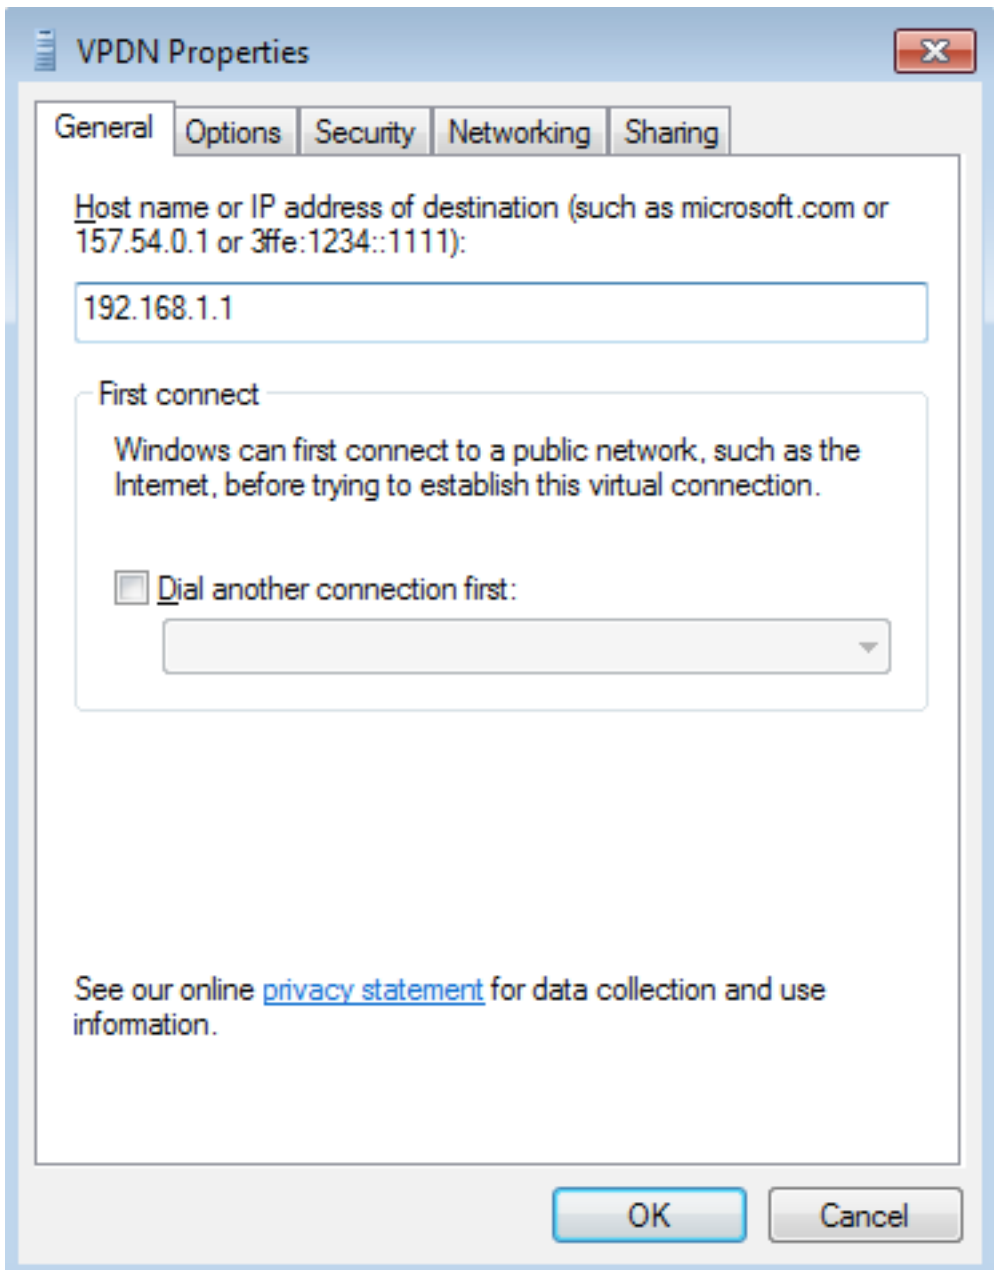 VPDN Properties
General
Options
Security
Networking
Sharing
Host name or IP address of destination (such as microsoft.com or
157.54.0.1 or 3ffe:1234::1111):
192.168.1.1
First connect
Windows can first connect to a public network, such as the
Internet, before trying to establish this virtual connection.
Dial another connection first:
See our online privacy statement for data collection and use
information.
OK
Cancel